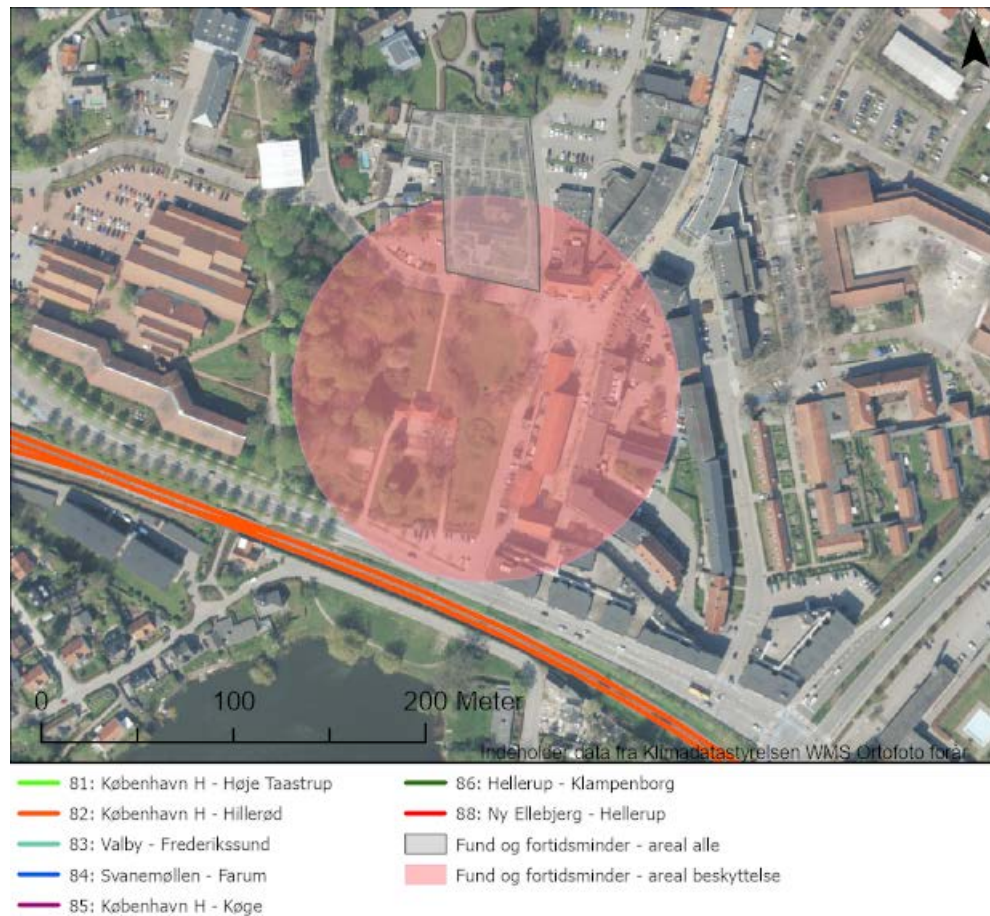 0 100 200 Meter
Indeholder data fra Klimadatastyrelsen WMS Ortofoto forår
81: København H - Høje Taastrup
82: København H - Hillerød
83: Valby - Frederikssund
84: Svanemøllen - Farum
85: København H - Køge
86: Hellerup - Klampenborg
88: Ny Ellebjerg - Hellerup
Fund og fortidsminder - areal alle
Fund og fortidsminder - areal beskyttelse